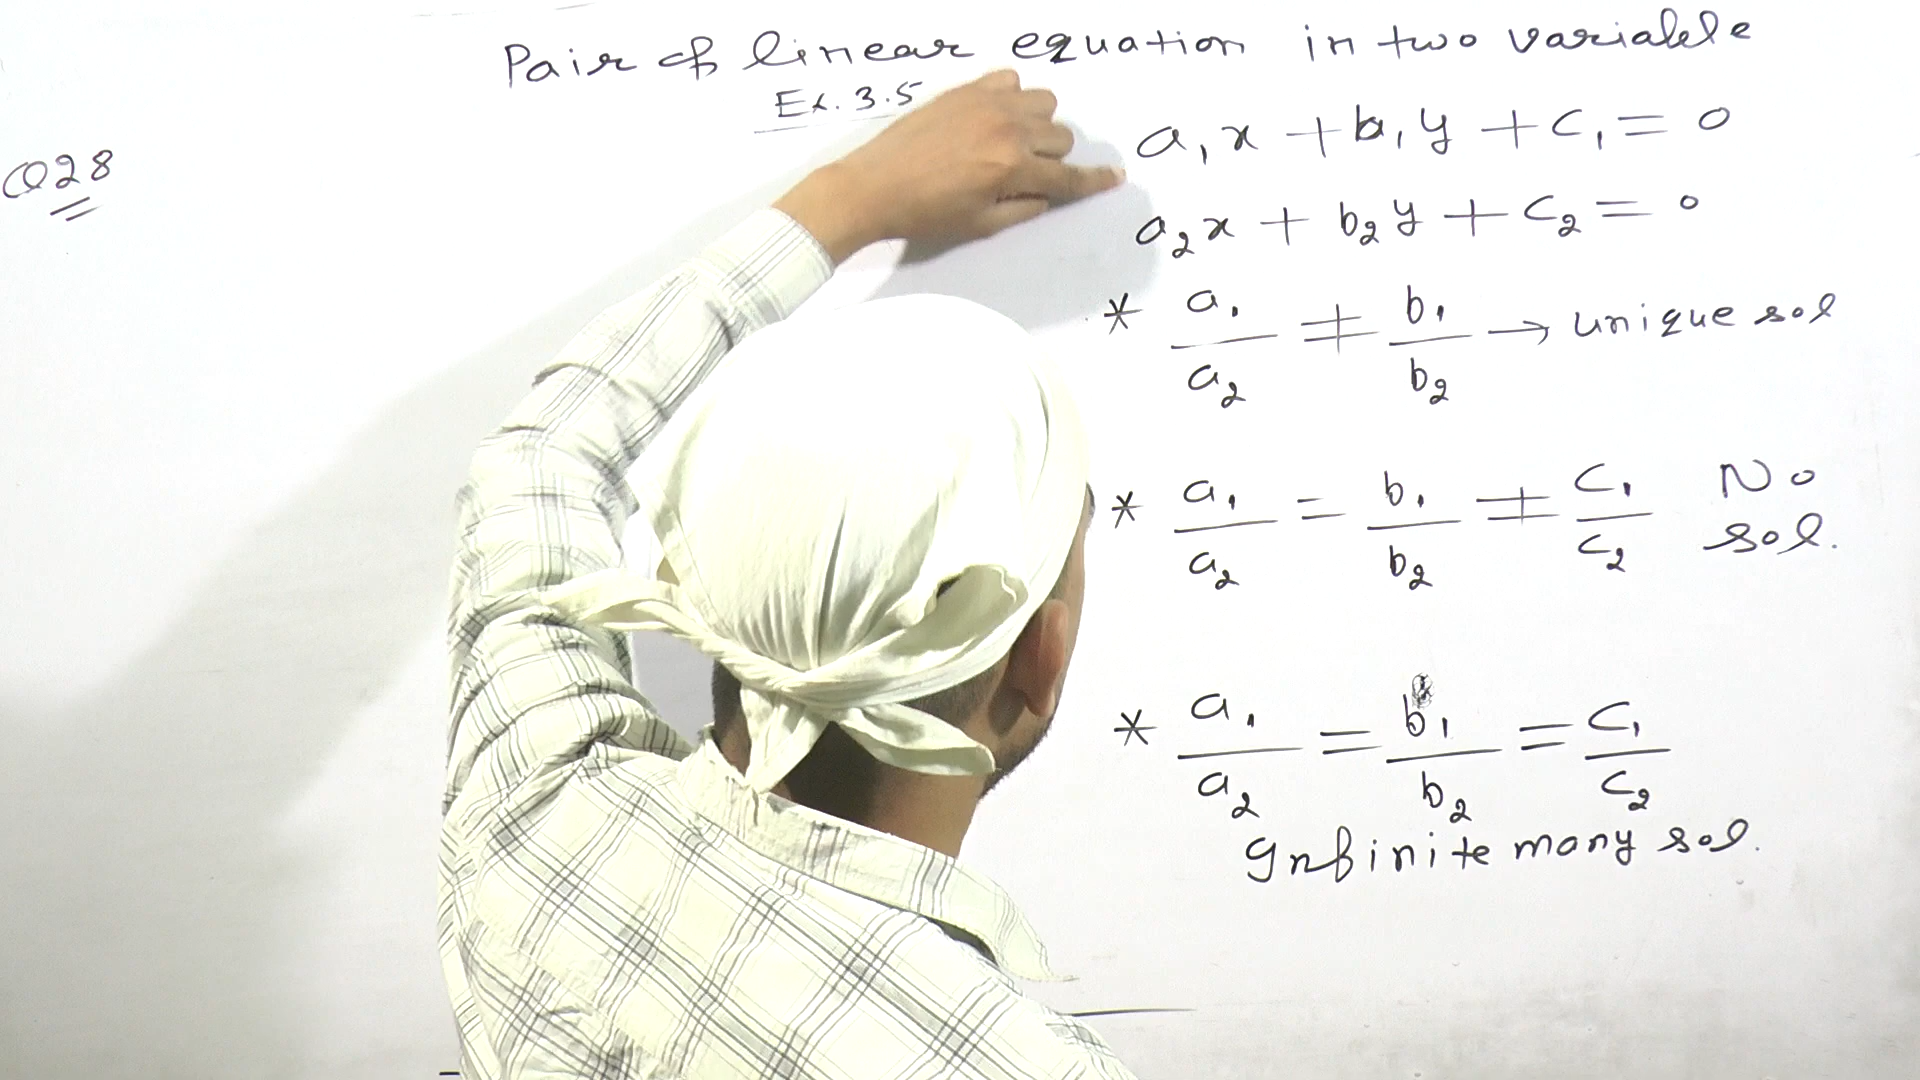 Pair of linear equation in two variable
Ex. 3.5
Q28
a₁x + b₁y + c₁ = 0
a₂x + b₂y + c₂ = 0
* a₁/a₂ ≠ b₁/b₂ → unique sol
* a₁/a₂ = b₁/b₂ ≠ c₁/c₂ No sol.
* a₁/a₂ = b₁/b₂ = c₁/c₂
Infinite many sol.